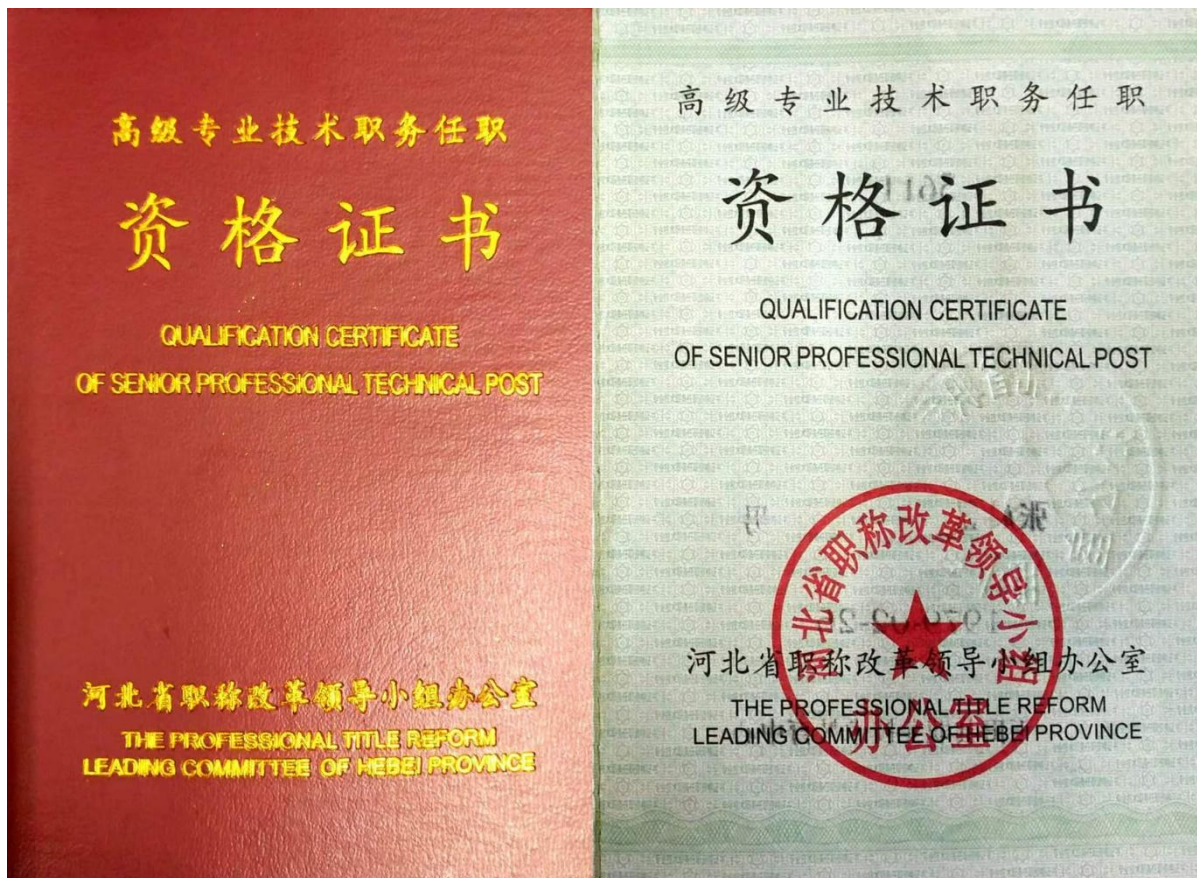 高级专业技术职务任职
资格证书
QUALIFICATION CERTIFICATE
OF SENIOR PROFESSIONAL TECHNICAL POST
河北省职称改革领导小组办公室
THE PROFESSIONAL TITLE REFORM
LEADING COMMITTEE OF HEBEI PROVINCE
高级专业技术职务任职
资格证书
QUALIFICATION CERTIFICATE
OF SENIOR PROFESSIONAL TECHNICAL POST
河北省职称改革领导小组
办公室
河北省职称改革领导小组办公室
THE PROFESSIONAL TITLE REFORM
LEADING COMMITTEE OF HEBEI PROVINCE